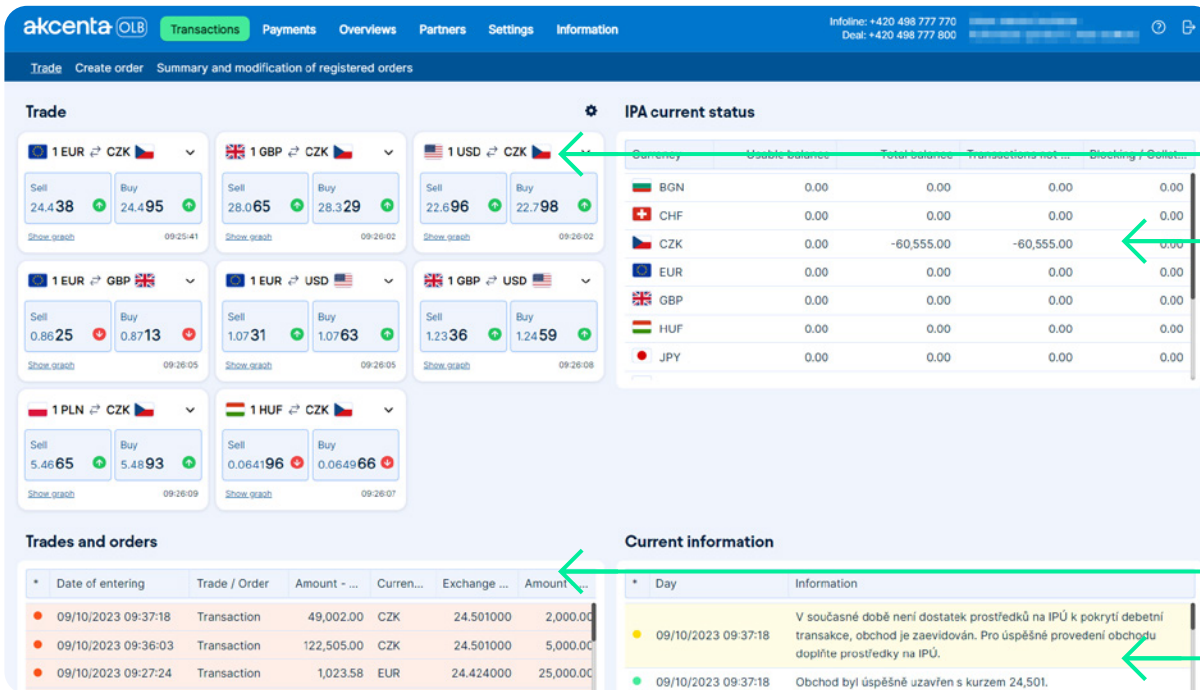 akcenta OLB Transactions Payments Overviews Partners Settings Information
Infoline: +420 498 777 770
Deal: +420 498 777 800
Trade Create order Summary and modification of registered orders
Trade
1 EUR ⇄ CZK
Sell Buy
24.438 24.495
Show graph 09:25:41
1 GBP ⇄ CZK
Sell Buy
28.065 28.329
Show graph 09:26:02
1 USD ⇄ CZK
Sell Buy
22.696 22.798
Show graph 09:26:02
1 EUR ⇄ GBP
Sell Buy
0.8625 0.8713
Show graph 09:26:05
1 EUR ⇄ USD
Sell Buy
1.0731 1.0763
Show graph 09:26:05
1 GBP ⇄ USD
Sell Buy
1.2336 1.2459
Show graph 09:26:08
1 PLN ⇄ CZK
Sell Buy
5.4665 5.4893
Show graph 09:26:09
1 HUF ⇄ CZK
Sell Buy
0.064196 0.064966
Show graph 09:26:07
IPA current status
Currency Usable balance Total balance Transactions not ... Blocking / Collat...
BGN 0.00 0.00 0.00 0.00
CHF 0.00 0.00 0.00 0.00
CZK 0.00 -60,555.00 -60,555.00 0.00
EUR 0.00 0.00 0.00 0.00
GBP 0.00 0.00 0.00 0.00
HUF 0.00 0.00 0.00 0.00
JPY 0.00 0.00 0.00 0.00
Trades and orders
* Date of entering Trade / Order Amount - ... Curren... Exchange ... Amount - ...
09/10/2023 09:37:18 Transaction 49,002.00 CZK 24.501000 2,000.00
09/10/2023 09:36:03 Transaction 122,505.00 CZK 24.501000 5,000.00
09/10/2023 09:27:24 Transaction 1,023.58 EUR 24.424000 25,000.00
Current information
* Day Information
09/10/2023 09:37:18
V současné době není dostatek prostředků na IPÚ k pokrytí debetní
transakce, obchod je zaevidován. Pro úspěšné provedení obchodu
doplňte prostředky na IPÚ.
09/10/2023 09:37:18 Obchod byl úspěšně uzavřen s kurzem 24,501.